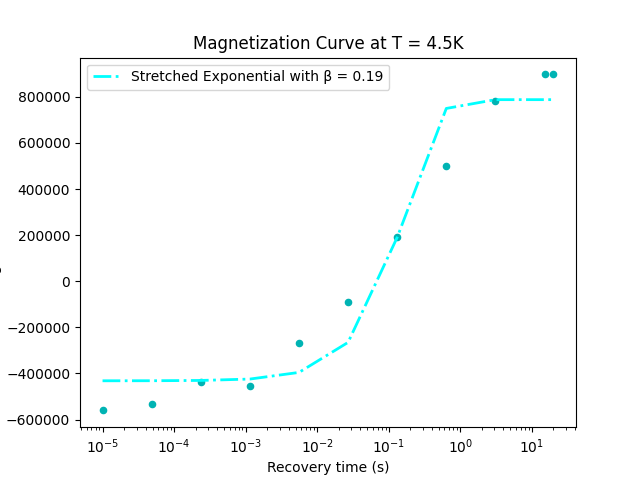 Magnetization Curve at T = 4.5K
Stretched Exponential with β = 0.19
800000
600000
400000
200000
0
−200000
−400000
−600000
10⁻⁵ 10⁻⁴ 10⁻³ 10⁻² 10⁻¹ 10⁰ 10¹
Recovery time (s)